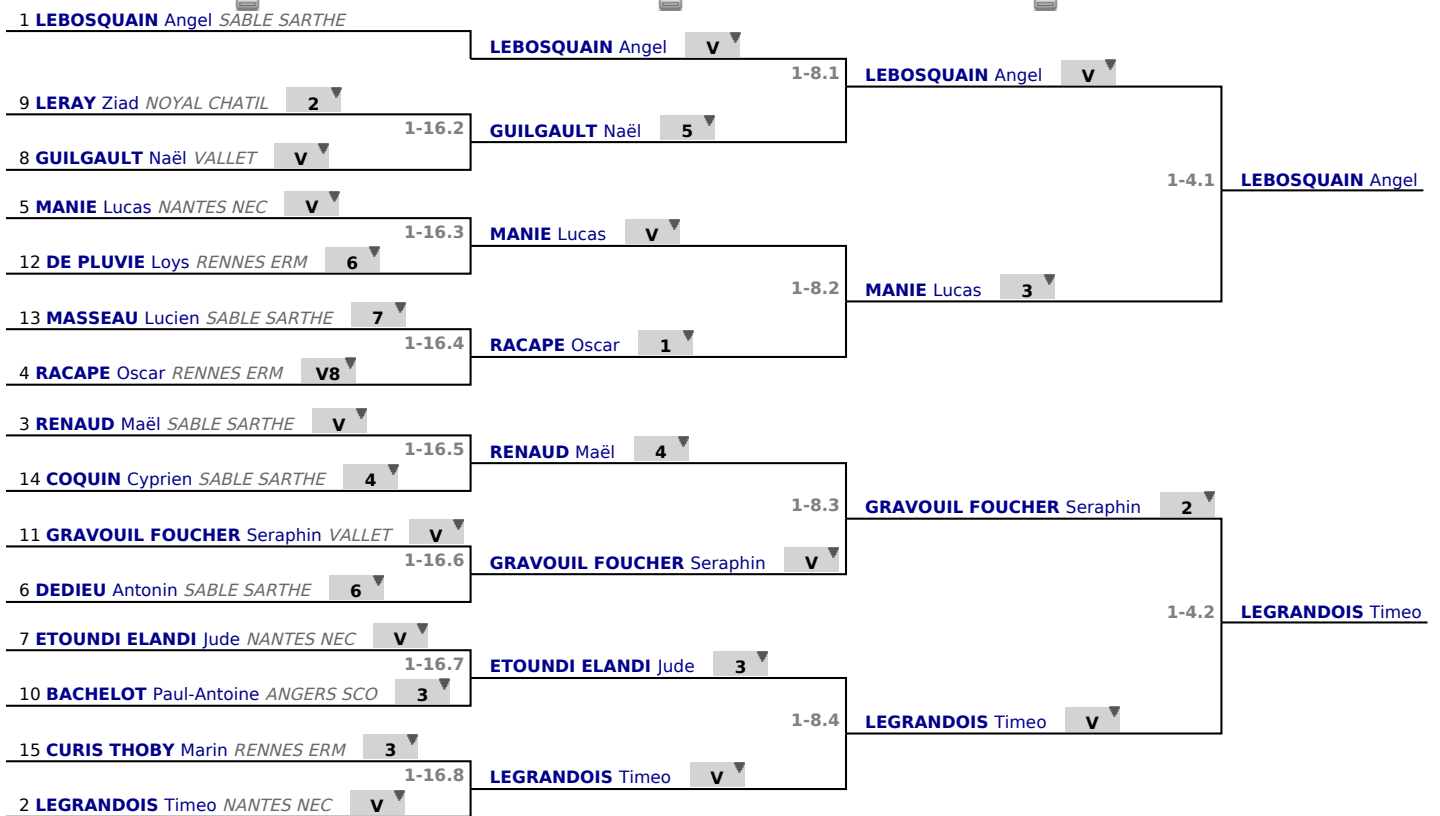 1 LEBOSQUAIN Angel SABLE SARTHE
LEBOSQUAIN Angel V
1-8.1
LEBOSQUAIN Angel V
9 LERAY Ziad NOYAL CHATIL 2
1-16.2
GUILGAULT Naël 5
8 GUILGAULT Naël VALLET V
1-4.1
LEBOSQUAIN Angel
5 MANIE Lucas NANTES NEC V
1-16.3
MANIE Lucas V
12 DE PLUVIE Loys RENNES ERM 6
1-8.2
MANIE Lucas 3
13 MASSEAU Lucien SABLE SARTHE 7
1-16.4
RACAPE Oscar 1
4 RACAPE Oscar RENNES ERM V8
3 RENAUD Maël SABLE SARTHE V
1-16.5
RENAUD Maël 4
14 COQUIN Cyprien SABLE SARTHE 4
1-8.3
GRAVOUIL FOUCHER Seraphin 2
11 GRAVOUIL FOUCHER Seraphin VALLET V
1-16.6
GRAVOUIL FOUCHER Seraphin V
6 DEDIEU Antonin SABLE SARTHE 6
1-4.2
LEGRANDOIS Timeo
7 ETOUNDI ELANDI Jude NANTES NEC V
1-16.7
ETOUNDI ELANDI Jude 3
10 BACHELOT Paul-Antoine ANGERS SCO 3
1-8.4
LEGRANDOIS Timeo V
15 CURIS THOBY Marin RENNES ERM 3
1-16.8
LEGRANDOIS Timeo V
2 LEGRANDOIS Timeo NANTES NEC V